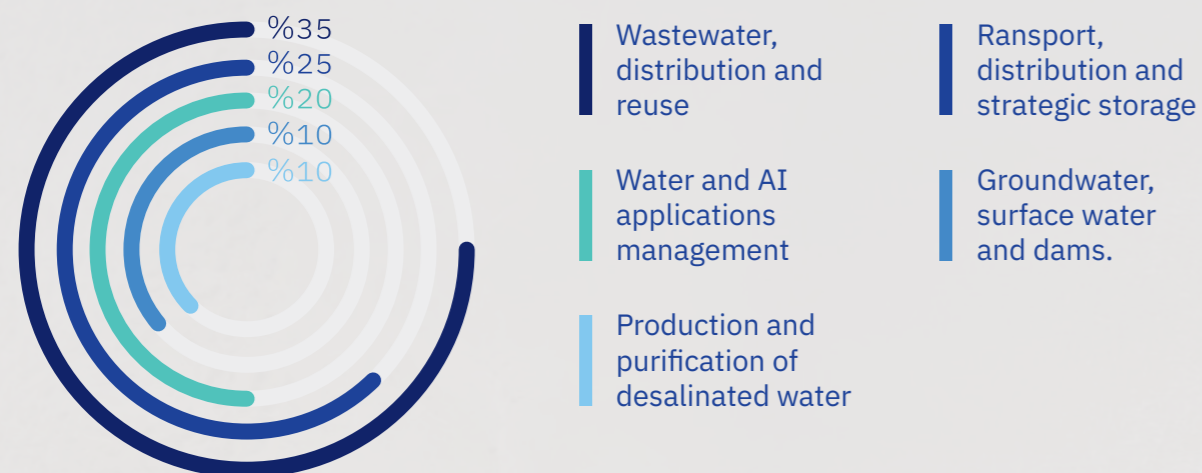 %35
%25
%20
%10
%10
Wastewater,
distribution and
reuse
Ransport,
distribution and
strategic storage
Water and AI
applications
management
Groundwater,
surface water
and dams.
Production and
purification of
desalinated water